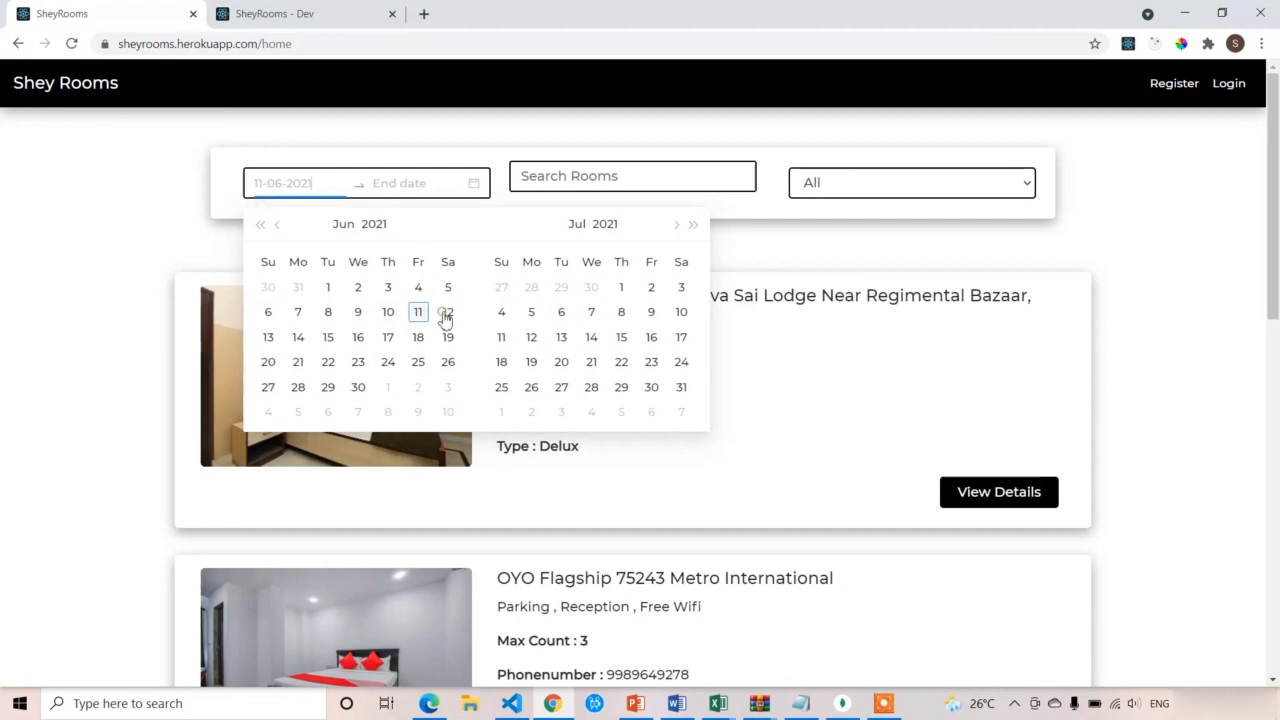 SheyRooms
SheyRooms - Dev
sheyrooms.herokuapp.com/home
S
Shey Rooms
Register
Login
11-06-2021
End date
Search Rooms
All
Jun 2021
Jul 2021
Su Mo Tu We Th Fr Sa
30 31 1 2 3 4 5
6 7 8 9 10 11 12
13 14 15 16 17 18 19
20 21 22 23 24 25 26
27 28 29 30 1 2 3
4 5 6 7 8 9 10
Su Mo Tu We Th Fr Sa
27 28 29 30 1 2 3
4 5 6 7 8 9 10
11 12 13 14 15 16 17
18 19 20 21 22 23 24
25 26 27 28 29 30 31
1 2 3 4 5 6 7
va Sai Lodge Near Regimental Bazaar,
Type : Delux
View Details
OYO Flagship 75243 Metro International
Parking , Reception , Free Wifi
Max Count : 3
Phonenumber : 9989649278
Type here to search
26°C
ENG